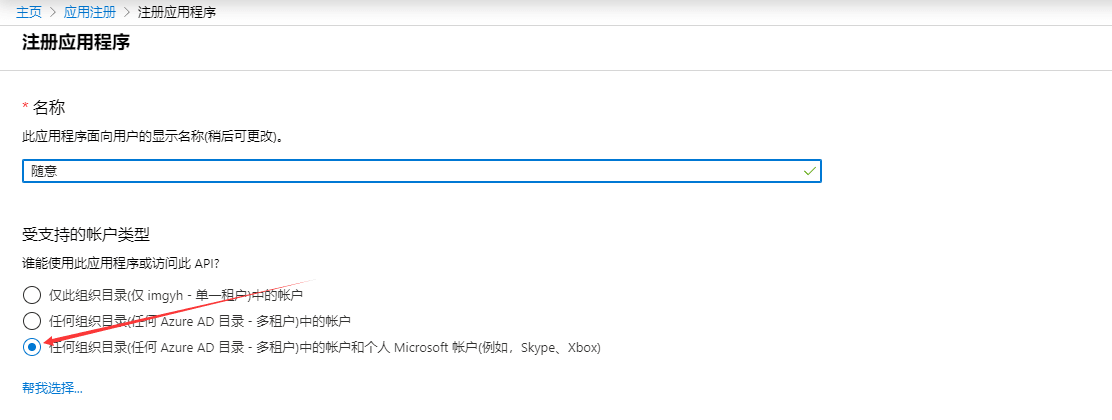 主页 > 应用注册 > 注册应用程序
注册应用程序
* 名称
此应用程序面向用户的显示名称(稍后可更改)。
随意
受支持的帐户类型
谁能使用此应用程序或访问此 API?
仅此组织目录(仅 imgyh - 单一租户)中的帐户
任何组织目录(任何 Azure AD 目录 - 多租户)中的帐户
任何组织目录(任何 Azure AD 目录 - 多租户)中的帐户和个人 Microsoft 帐户(例如，Skype、Xbox)
帮我选择...